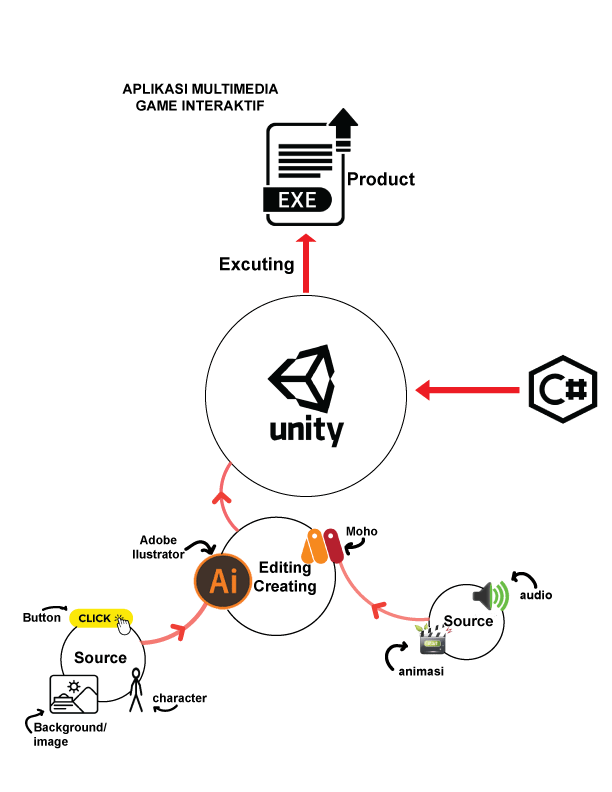 APLIKASI MULTIMEDIA
GAME INTERAKTIF
Product
EXE
Excuting
C#
unity
Adobe
Ilustrator
Moho
Editing
Creating
Ai
audio
Source
animasi
Button
CLICK
Source
character
Background/
image